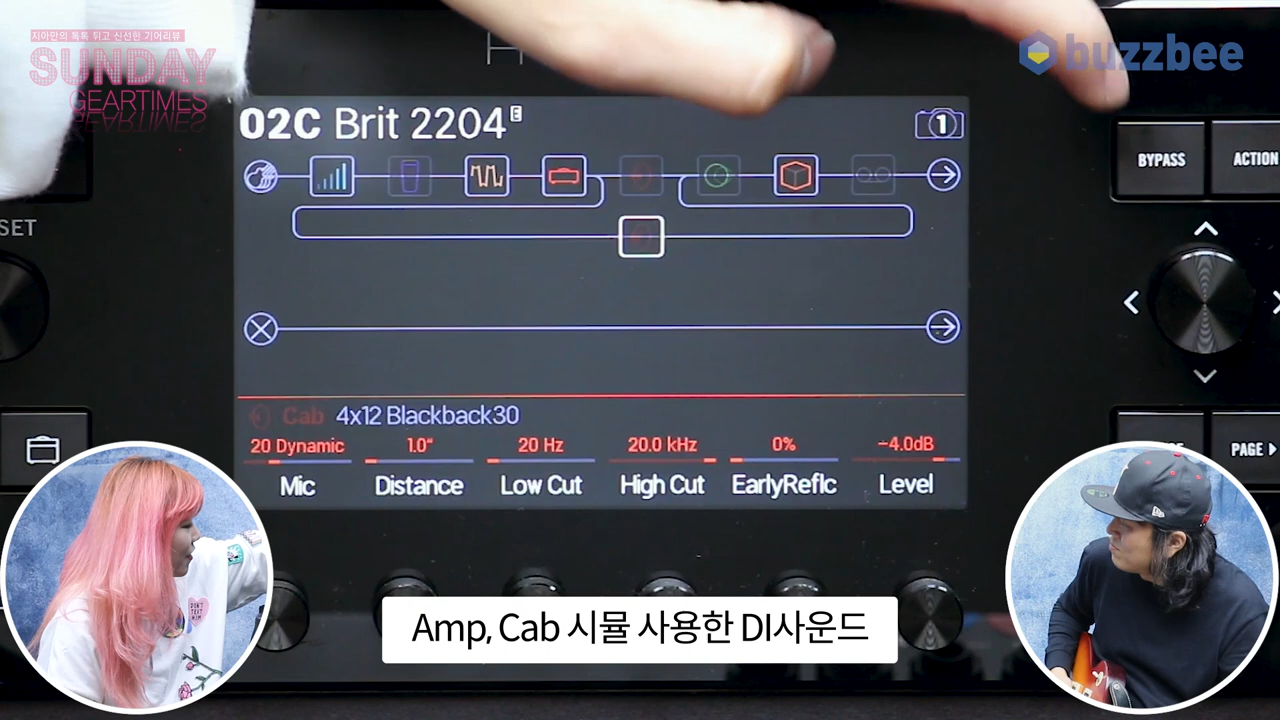 지아만의 톡톡 튀고 신선한 기어리뷰
SUNDAY
GEARTIMES
buzzbee
02C Brit 2204 E
1
BYPASS
ACTION
SET
Cab 4x12 Blackback30
20 Dynamic 1.0" 20 Hz 20.0 kHz 0% -4.0dB
Mic Distance Low Cut High Cut EarlyReflc Level
PAGE
Amp, Cab 시뮬 사용한 DI사운드